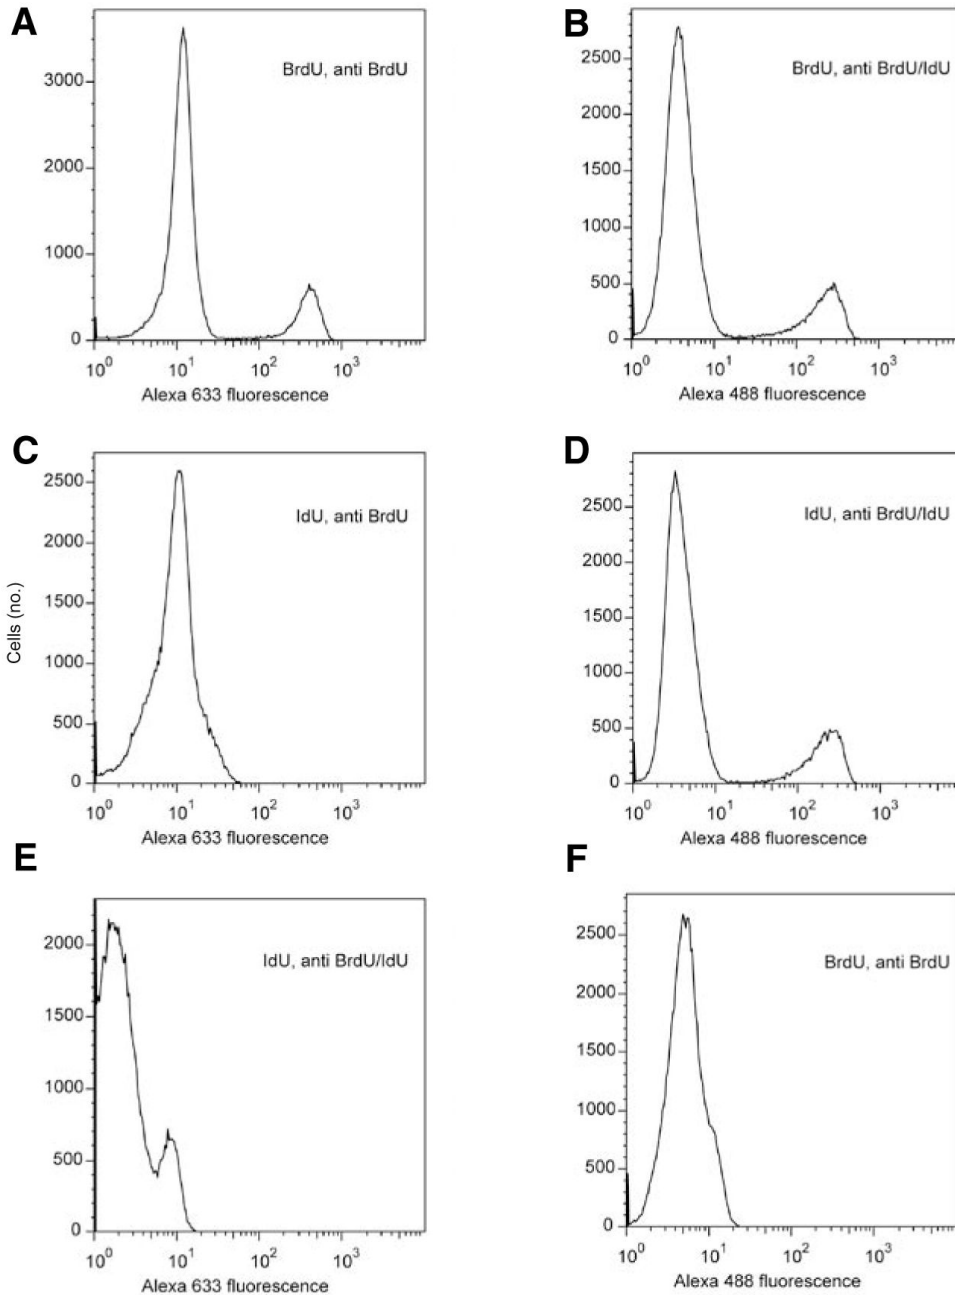 A
BrdU, anti BrdU
3000
2000
1000
0
10^0 10^1 10^2 10^3
Alexa 633 fluorescence
B
BrdU, anti BrdU/IdU
2500
2000
1500
1000
500
0
10^0 10^1 10^2 10^3
Alexa 488 fluorescence
C
IdU, anti BrdU
2500
2000
1500
1000
500
0
Cells (no.)
10^0 10^1 10^2 10^3
Alexa 633 fluorescence
D
IdU, anti BrdU/IdU
2500
2000
1500
1000
500
0
10^0 10^1 10^2 10^3
Alexa 488 fluorescence
E
IdU, anti BrdU/IdU
2000
1500
1000
500
0
10^0 10^1 10^2 10^3
Alexa 633 fluorescence
F
BrdU, anti BrdU
2500
2000
1500
1000
500
0
10^0 10^1 10^2 10^3
Alexa 488 fluorescence